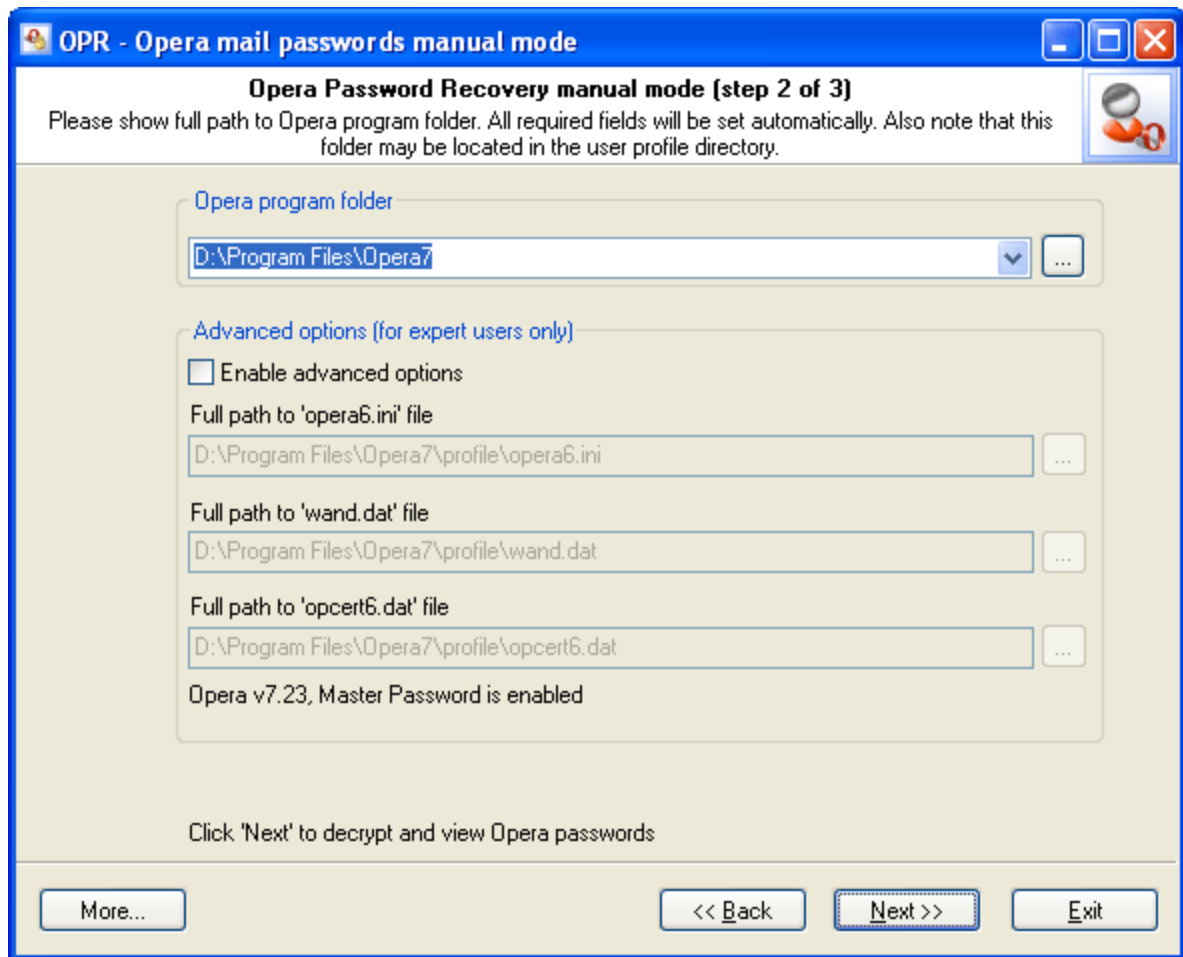 OPR - Opera mail passwords manual mode
Opera Password Recovery manual mode (step 2 of 3)
Please show full path to Opera program folder. All required fields will be set automatically. Also note that this
folder may be located in the user profile directory.
Opera program folder
D:\Program Files\Opera7
...
Advanced options (for expert users only)
Enable advanced options
Full path to 'opera6.ini' file
D:\Program Files\Opera7\profile\opera6.ini
...
Full path to 'wand.dat' file
D:\Program Files\Opera7\profile\wand.dat
...
Full path to 'opcert6.dat' file
D:\Program Files\Opera7\profile\opcert6.dat
...
Opera v7.23, Master Password is enabled
Click 'Next' to decrypt and view Opera passwords
More...
<< Back
Next >>
Exit